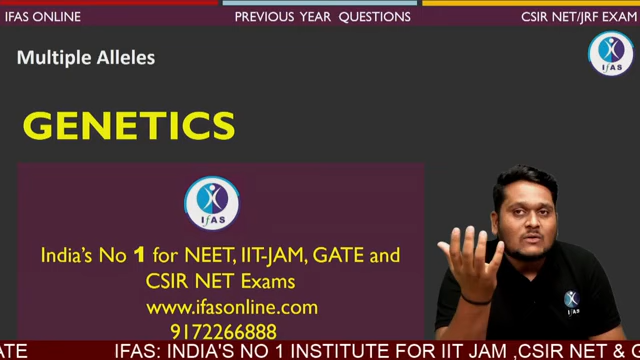 IFAS ONLINE
PREVIOUS YEAR QUESTIONS
CSIR NET/JRF EXAM
Multiple Alleles
IFAS
GENETICS
IFAS
India's No 1 for NEET, IIT-JAM, GATE and
CSIR NET Exams
www.ifasonline.com
9172266888
IFAS
ATE
IFAS: INDIA'S NO 1 INSTITUTE FOR IIT JAM ,CSIR NET & G